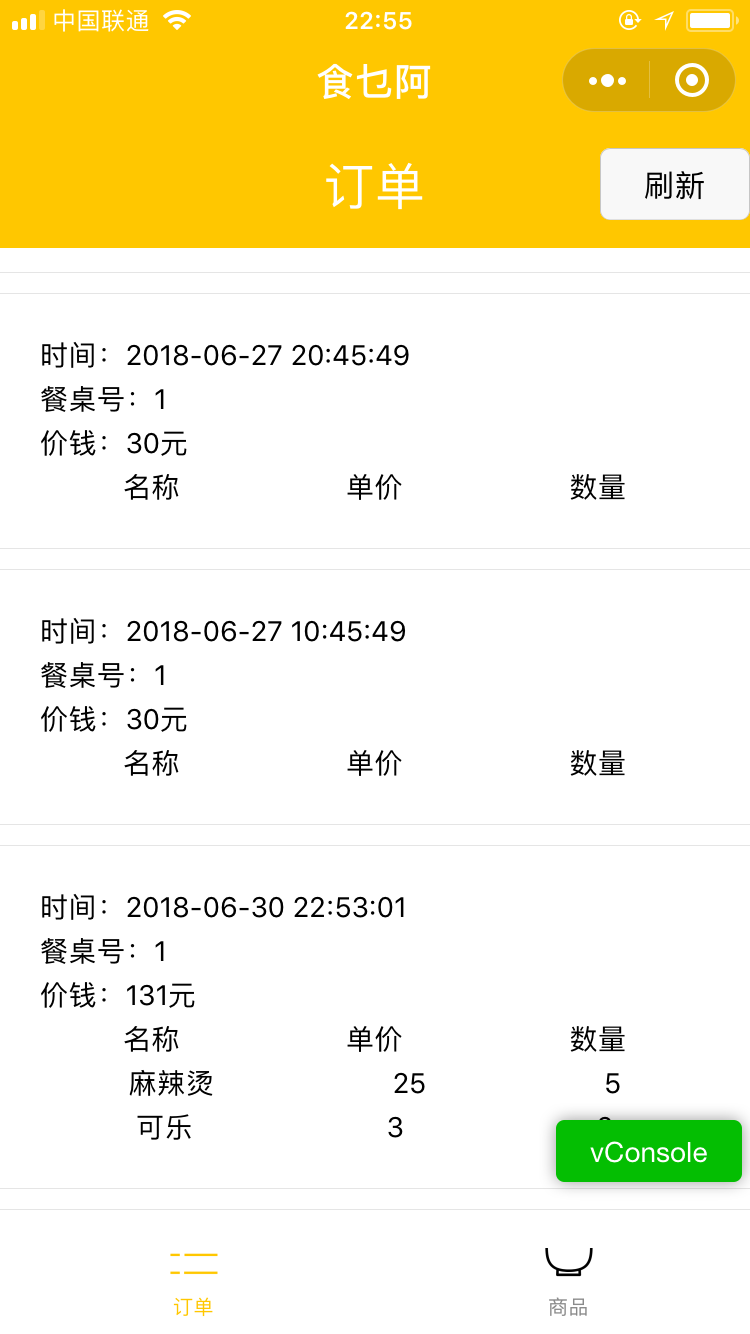 中国联通 22:55
食乜阿
订单 刷新
时间：2018-06-27 20:45:49
餐桌号：1
价钱：30元
名称 单价 数量
时间：2018-06-27 10:45:49
餐桌号：1
价钱：30元
名称 单价 数量
时间：2018-06-30 22:53:01
餐桌号：1
价钱：131元
名称 单价 数量
麻辣烫 25 5
可乐 3
vConsole
订单 商品